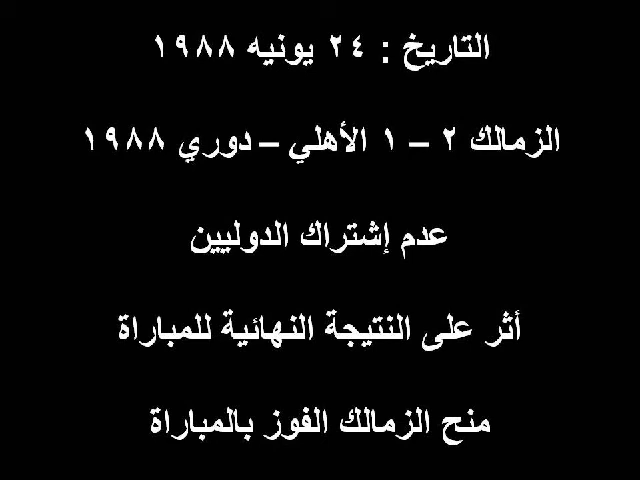 التاريخ : ٢٤ يونيه ١٩٨٨
الزمالك ٢ – ١ الأهلي – دوري ١٩٨٨
عدم إشتراك الدوليين
أثر على النتيجة النهائية للمباراة
منح الزمالك الفوز بالمباراة